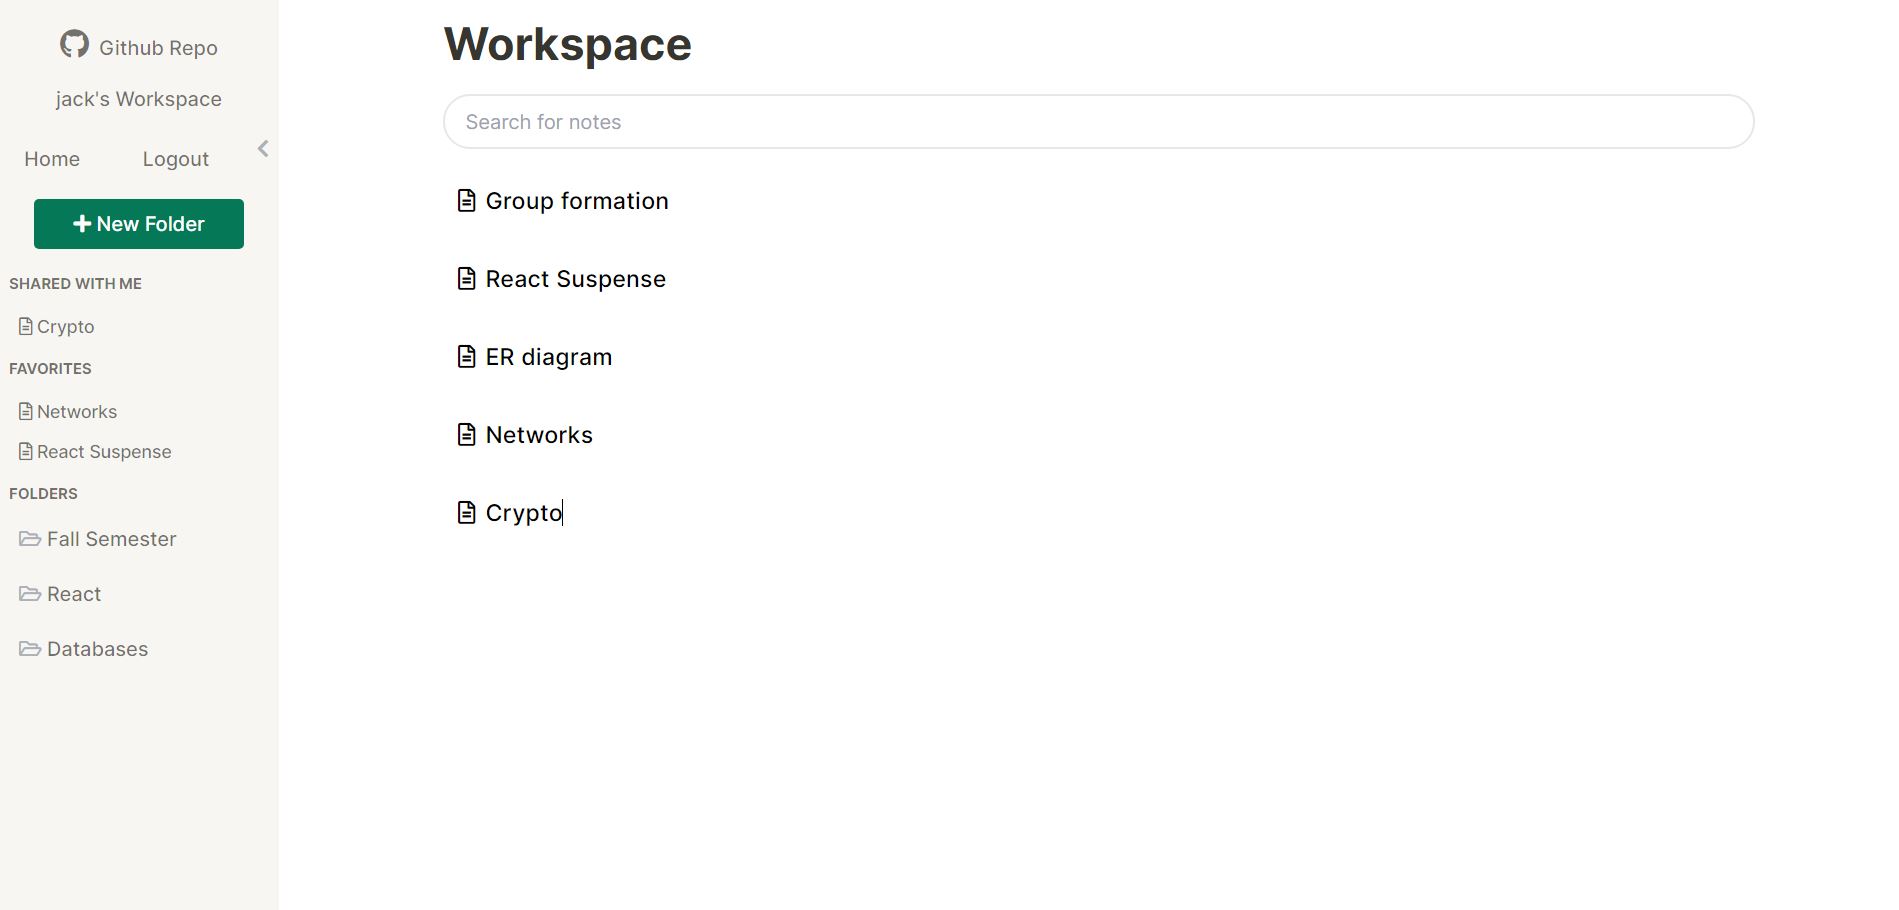 Github Repo
jack's Workspace
Home
Logout
New Folder
SHARED WITH ME
Crypto
FAVORITES
Networks
React Suspense
FOLDERS
Fall Semester
React
Databases
Workspace
Search for notes
Group formation
React Suspense
ER diagram
Networks
Crypto